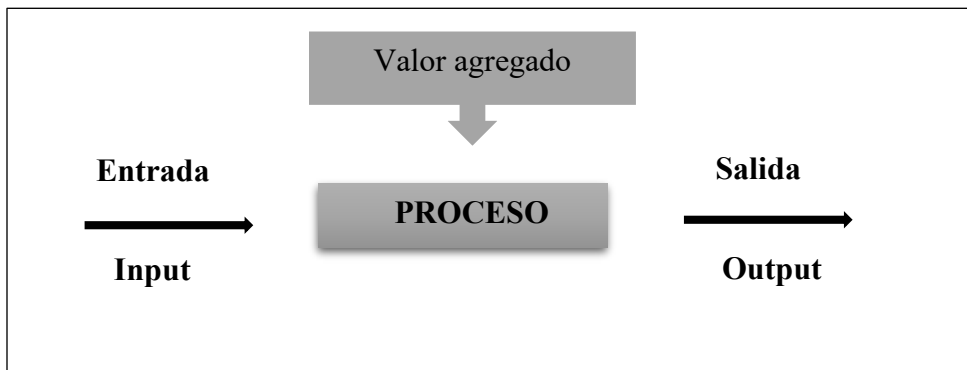 Valor agregado
Entrada
Salida
PROCESO
Input
Output